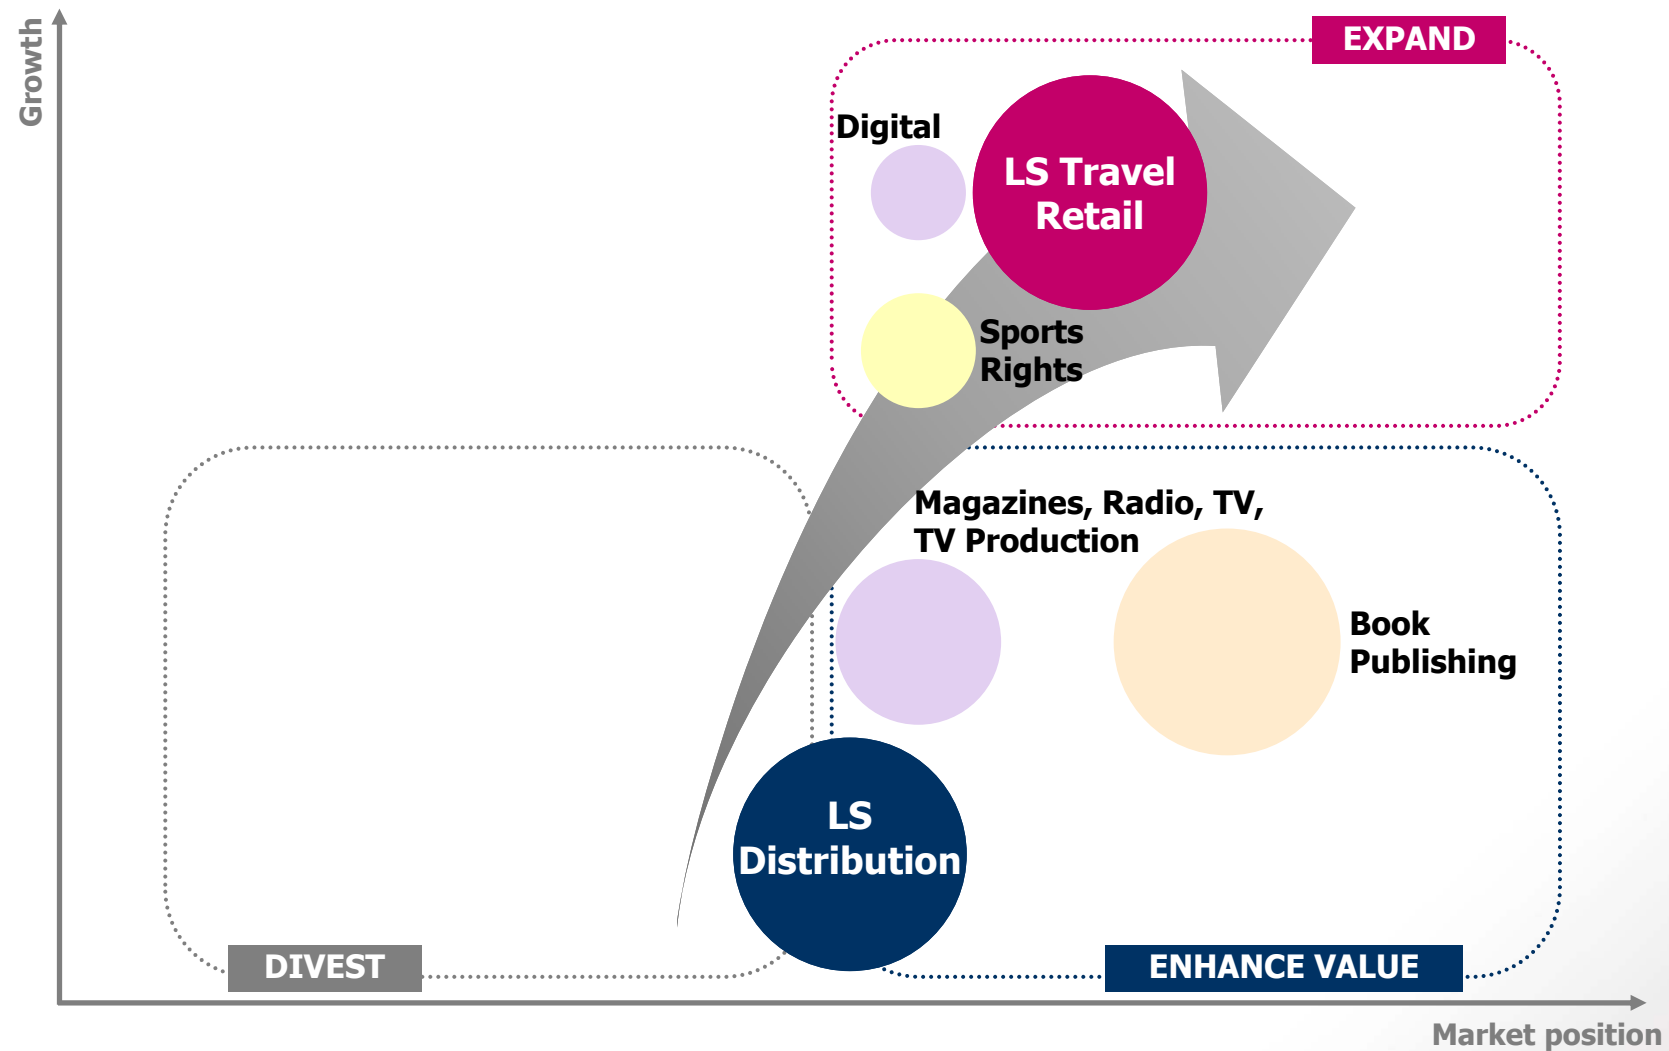 Growth
EXPAND
Digital
LS Travel
Retail
Sports
Rights
Magazines, Radio, TV,
TV Production
Book
Publishing
LS
Distribution
DIVEST
ENHANCE VALUE
Market position